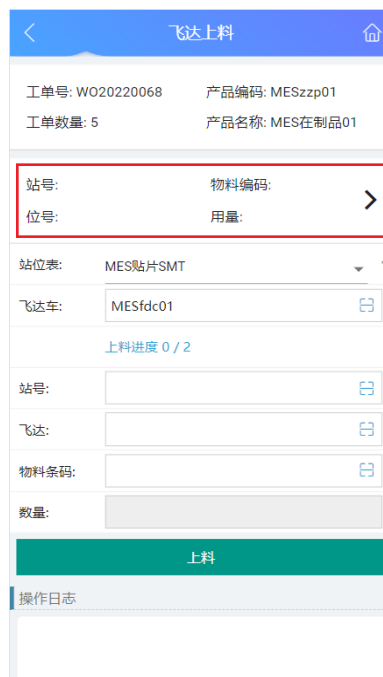 飞达上料
工单号: WO20220068 产品编码: MESzzp01
工单数量: 5 产品名称: MES在制品01
站号: 物料编码:
位号: 用量:
站位表: MES贴片SMT
飞达车: MESfdc01
上料进度 0 / 2
站号:
飞达:
物料条码:
数量:
上料
操作日志